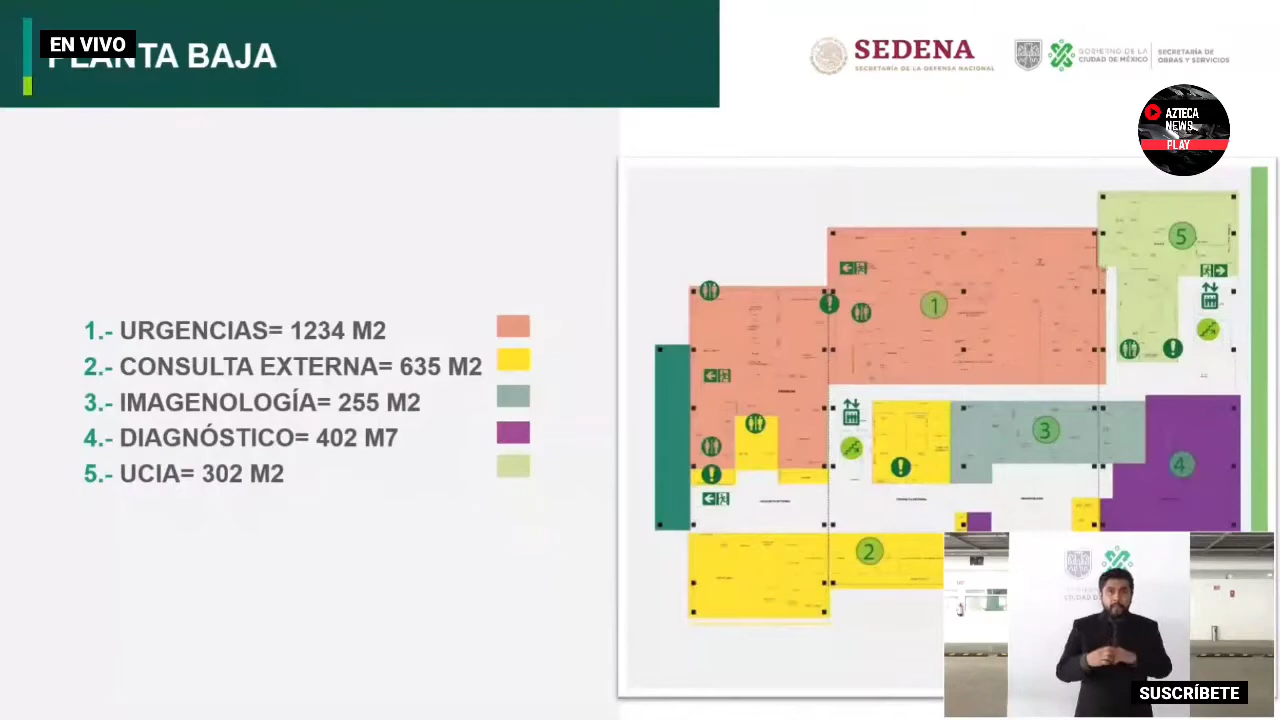 EN VIVO
PLANTA BAJA
SEDENA
SECRETARÍA DE LA DEFENSA NACIONAL
GOBIERNO DE LA
CIUDAD DE MÉXICO
SECRETARÍA DE
OBRAS Y SERVICIOS
AZTECA
NEWS
PLAY
1.- URGENCIAS= 1234 M2
2.- CONSULTA EXTERNA= 635 M2
3.- IMAGENOLOGÍA= 255 M2
4.- DIAGNÓSTICO= 402 M7
5.- UCIA= 302 M2
5
1
3
4
2
SUSCRÍBETE